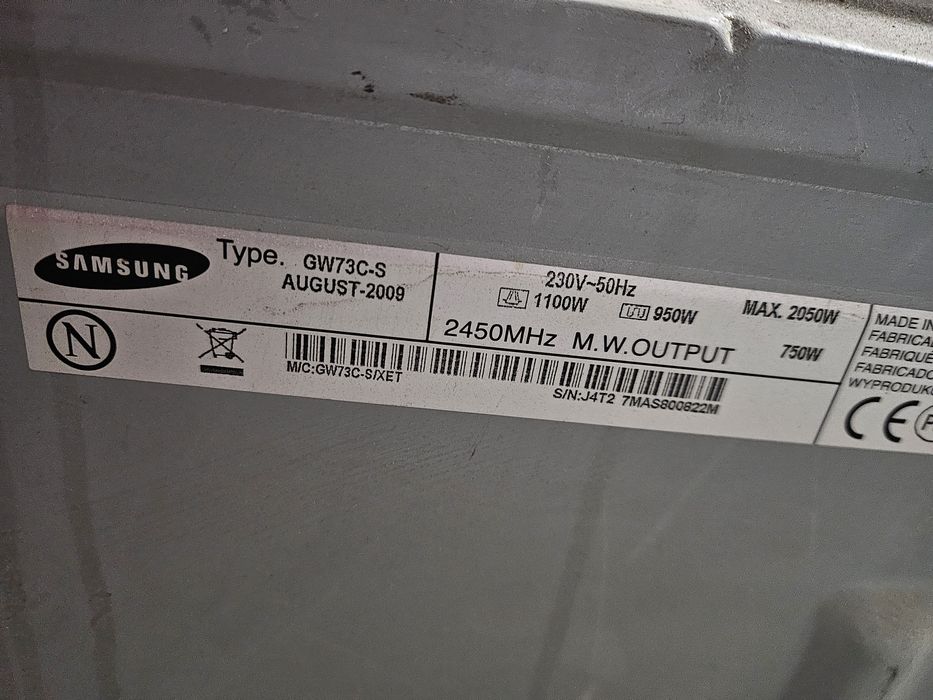 SAMSUNG
Type. GW73C-S
AUGUST-2009
230V~50Hz
1100W 950W MAX. 2050W
2450MHz M.W.OUTPUT 750W
N
M/C:GW73C-S/XET
S/N:J4T2 7MAS800622M
MADE IN
FABRICA
FABRIQUÉ
FABRICADO
WYPRODUK
CE